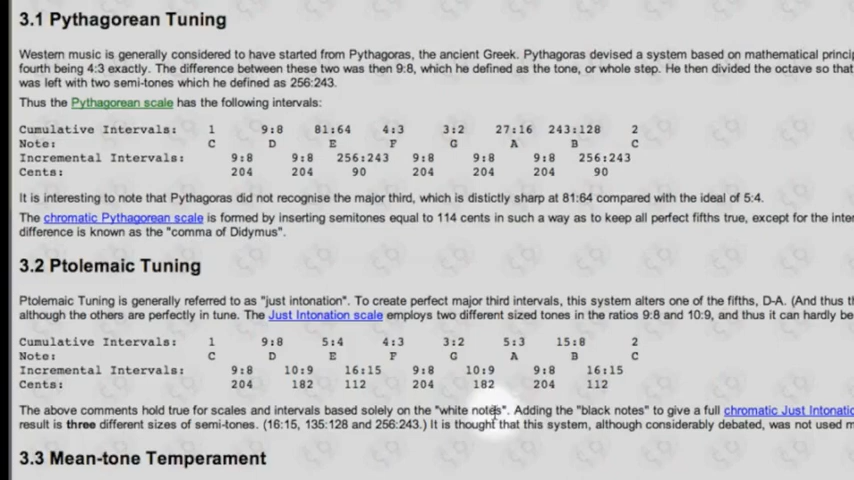 3.1 Pythagorean Tuning
Western music is generally considered to have started from Pythagoras, the ancient Greek. Pythagoras devised a system based on mathematical
fourth being 4:3 exactly. The difference between these two was then 9:8, which he defined as the tone, or whole step. He then divided the octave so that
was left with two semi-tones which he defined as 256:243.
Thus the Pythagorean scale has the following intervals:
Cumulative Intervals: 1 9:8 81:64 4:3 3:2 27:16 243:128 2
Note: C D E F G A B C
Incremental Intervals: 9:8 9:8 256:243 9:8 9:8 9:8 256:243
Cents: 204 204 90 204 204 204 90
It is interesting to note that Pythagoras did not recognise the major third, which is distictly sharp at 81:64 compared with the ideal of 5:4.
The chromatic Pythagorean scale is formed by inserting semitones equal to 114 cents in such a way as to keep all perfect fifths true, except for the
difference is known as the "comma of Didymus".
3.2 Ptolemaic Tuning
Ptolemaic Tuning is generally referred to as "just intonation". To create perfect major third intervals, this system alters one of the fifths, D-A. (And thus
although the others are perfectly in tune. The Just Intonation scale employs two different sized tones in the ratios 9:8 and 10:9, and thus it can hardly be
Cumulative Intervals: 1 9:8 5:4 4:3 3:2 5:3 15:8 2
Note: C D E F G A B C
Incremental Intervals: 9:8 10:9 16:15 9:8 10:9 9:8 16:15
Cents: 204 182 112 204 182 204 112
The above comments hold true for scales and intervals based solely on the "white notes". Adding the "black notes" to give a full chromatic Just
result is three different sizes of semi-tones. (16:15, 135:128 and 256:243.) It is thought that this system, although considerably debated, was not used
3.3 Mean-tone Temperament